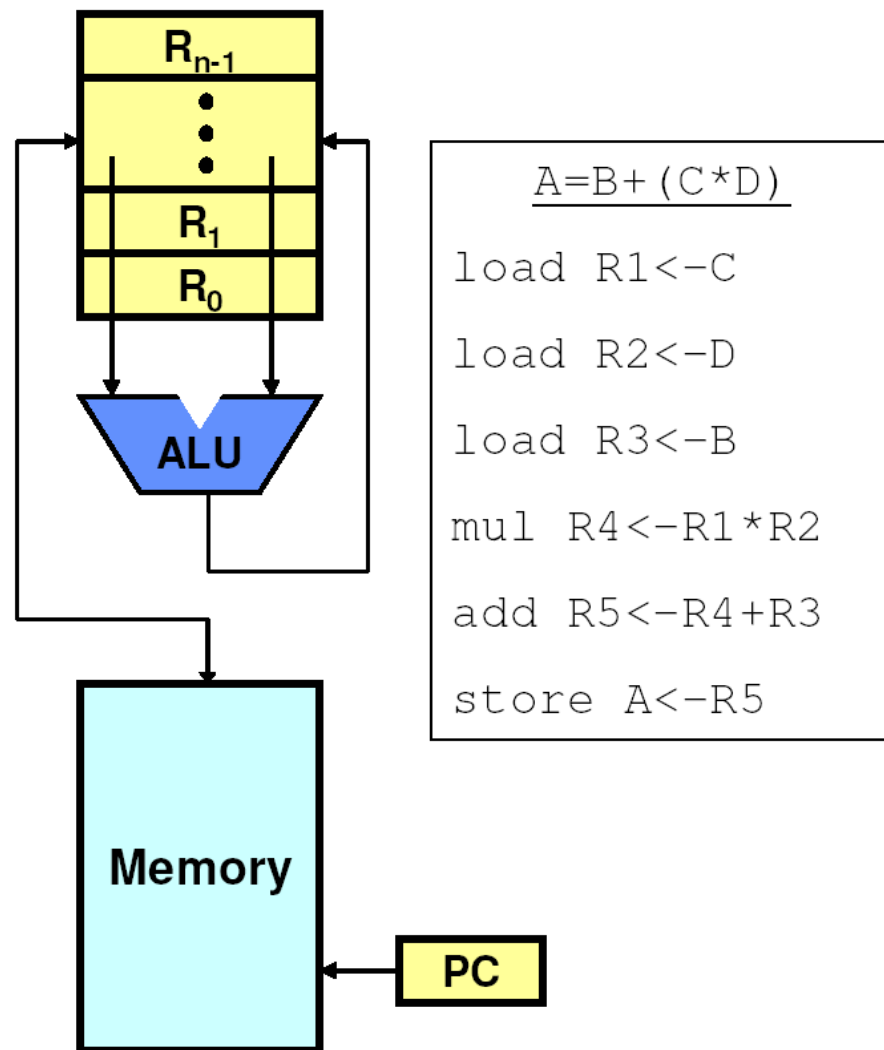 Rn-1
R1
R0
ALU
Memory
PC
A=B+(C*D)
load R1<-C
load R2<-D
load R3<-B
mul R4<-R1*R2
add R5<-R4+R3
store A<-R5